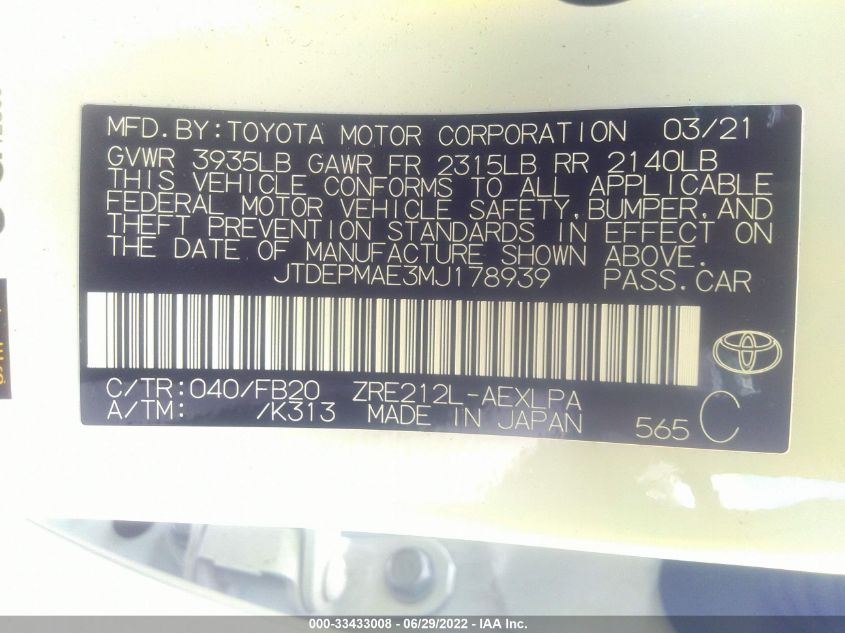 MFD.BY:TOYOTA MOTOR CORPORATION 03/21
GVWR 3935LB GAWR FR 2315LB RR 2140LB
THIS VEHICLE CONFORMS TO ALL APPLICABLE
FEDERAL MOTOR VEHICLE SAFETY, BUMPER, AND
THEFT PREVENTION STANDARDS IN EFFECT ON
THE DATE OF MANUFACTURE SHOWN ABOVE.
JTDEPMAE3MJ178939 PASS.CAR
C/TR:040/FB20 ZRE212L-AEXLPA
A/TM: /K313 MADE IN JAPAN 565 C
000-33433008 - 06/29/2022 - IAA Inc.